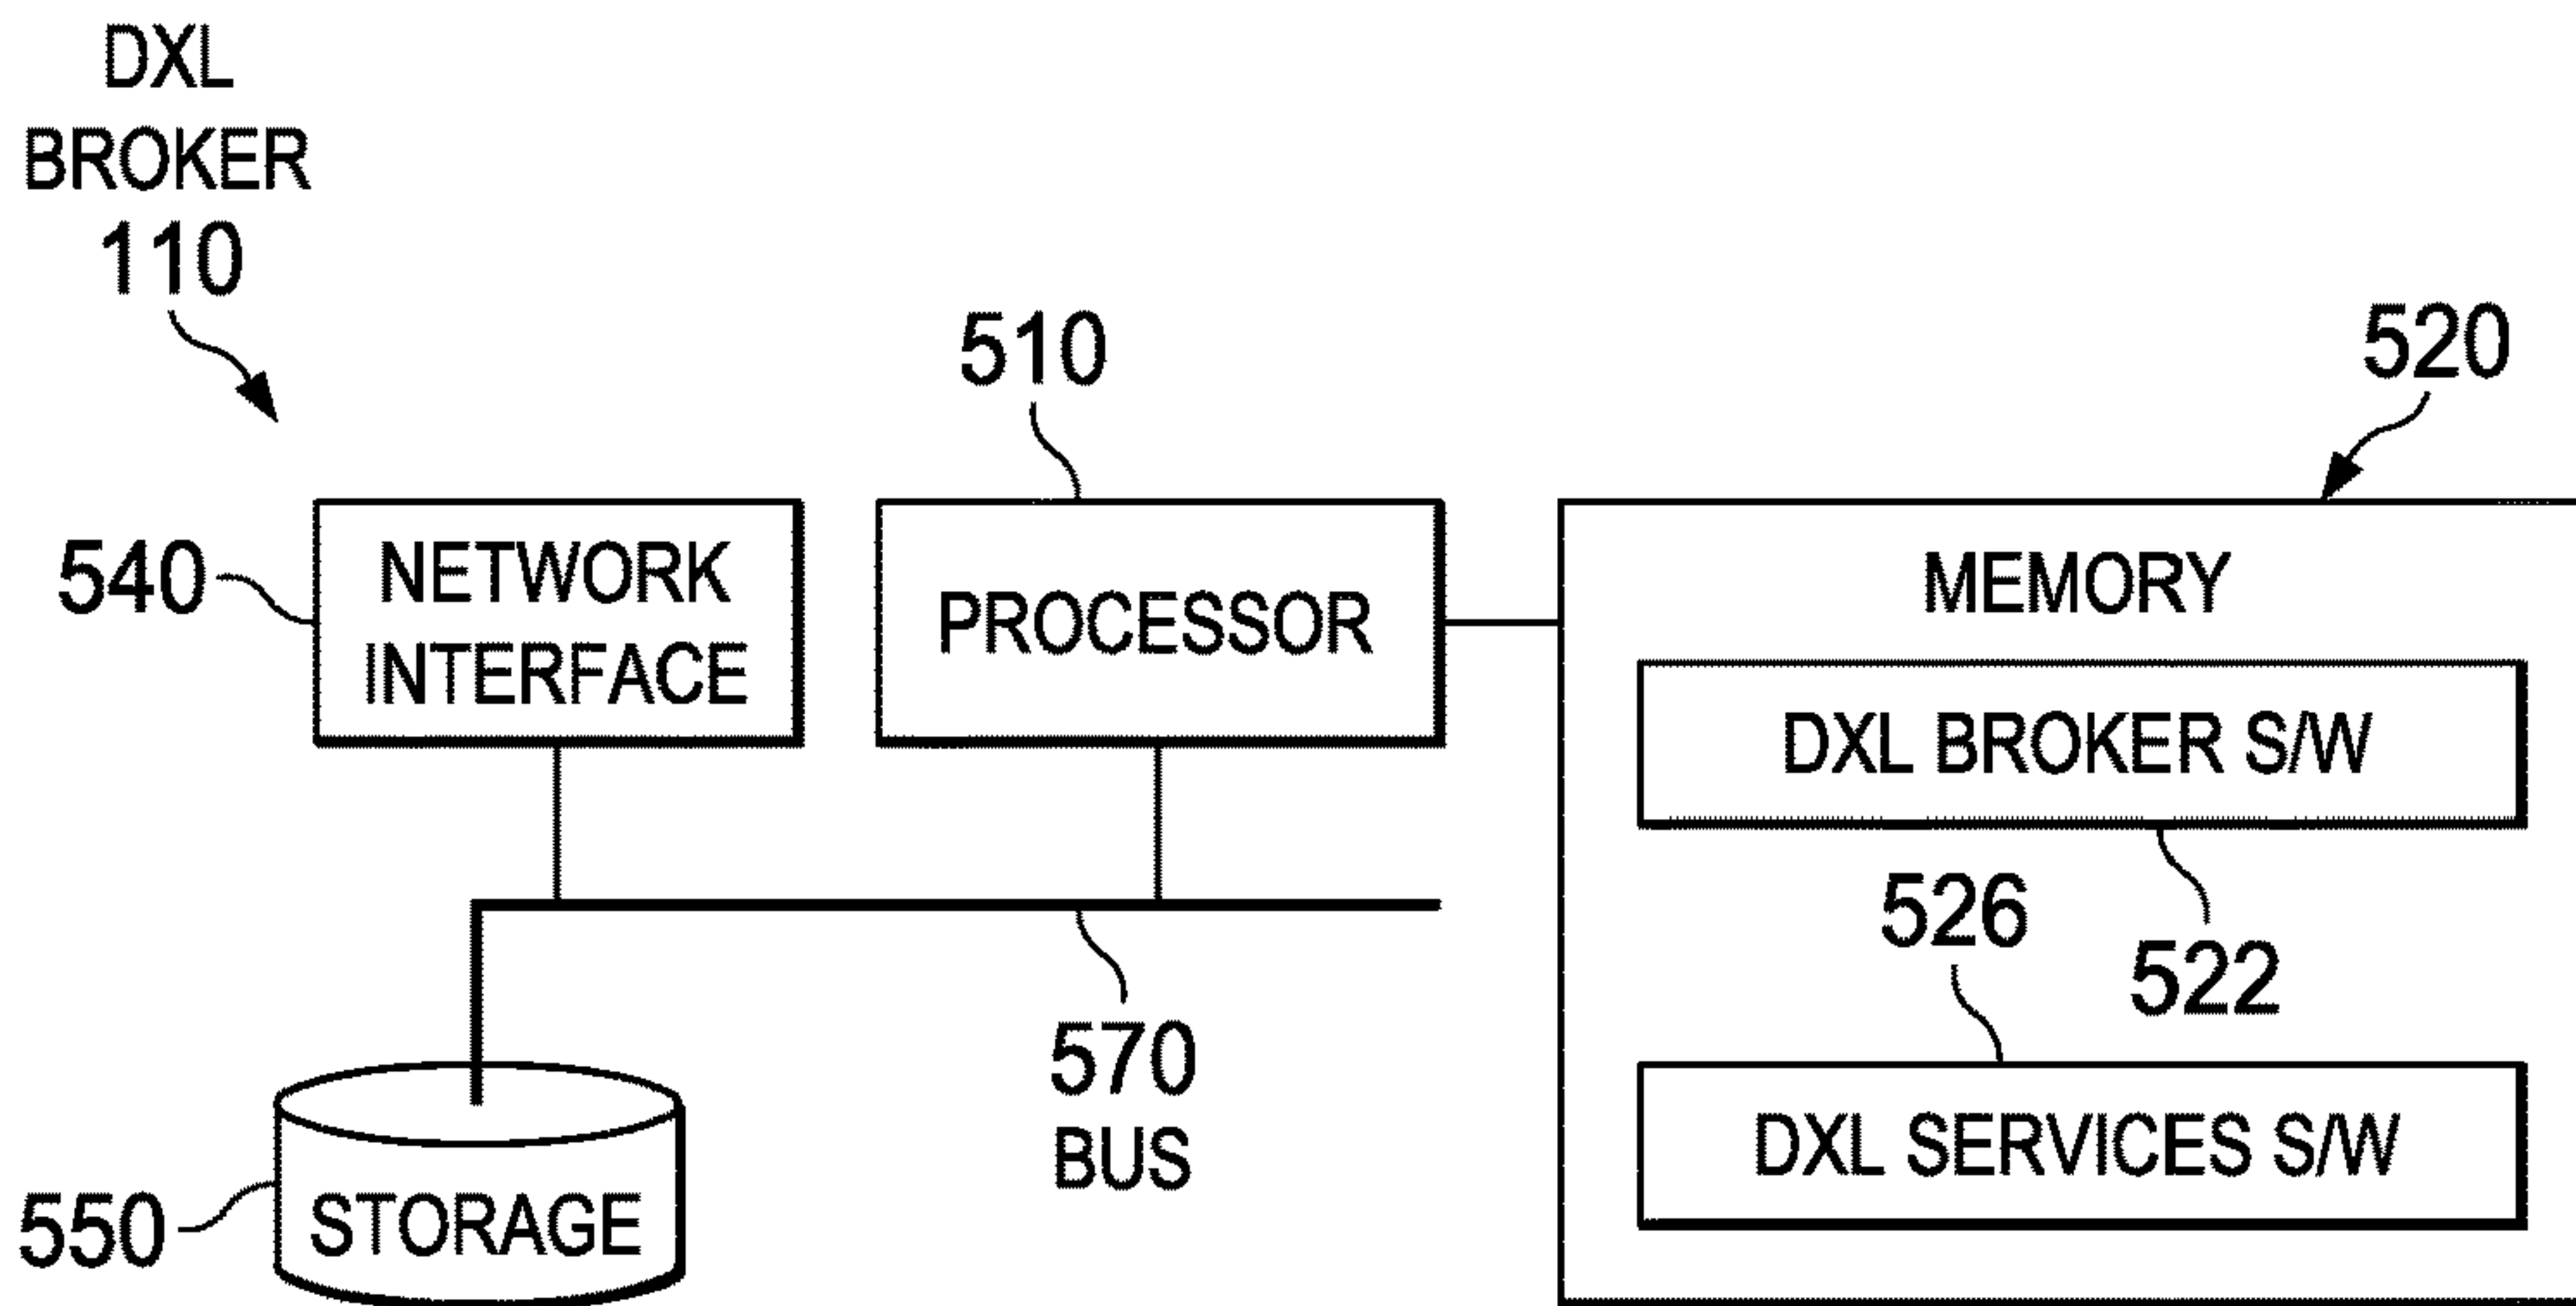 DXL
BROKER
110
510
520
540
NETWORK
INTERFACE
PROCESSOR
MEMORY
DXL BROKER S/W
526
522
570
BUS
DXL SERVICES S/W
550
STORAGE